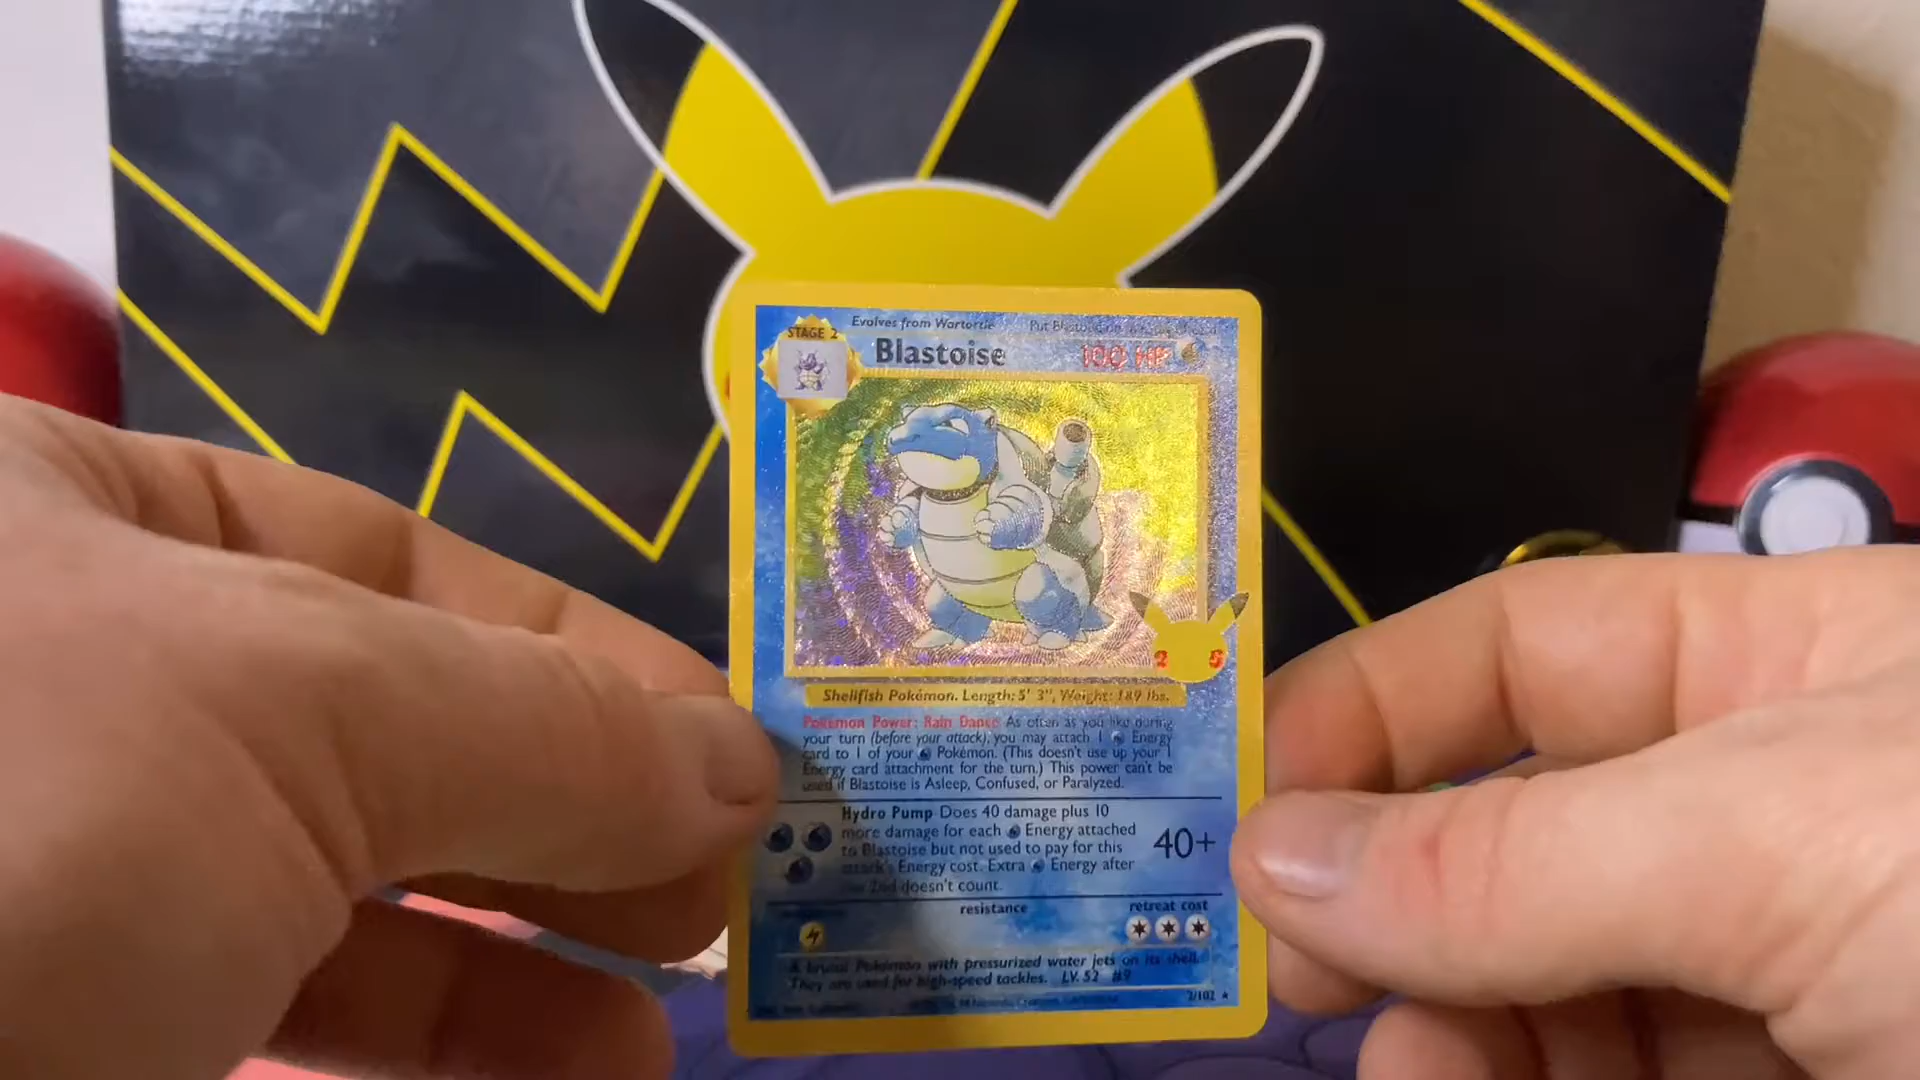 STAGE 2
Evolves from Wartortle
Put Blastoise on
Blastoise
100 HP
25
Shellfish Pokémon. Length: 5' 3", Weight: 189 lbs.
Pokémon Power: Rain Dance As often as you like during
your turn (before your attack), you may attach 1 Energy
card to 1 of your Pokémon. (This doesn't use up your 1
Energy card attachment for the turn.) This power can't be
used if Blastoise is Asleep, Confused, or Paralyzed.
Hydro Pump Does 40 damage plus 10
more damage for each Energy attached
to Blastoise but not used to pay for this
attack's Energy cost. Extra Energy after
2nd doesn't count.
40+
resistance
retreat cost
A brutal Pokémon with pressurized water jets on its shell.
They are used for high-speed tackles. LV. 52 #9
2/102